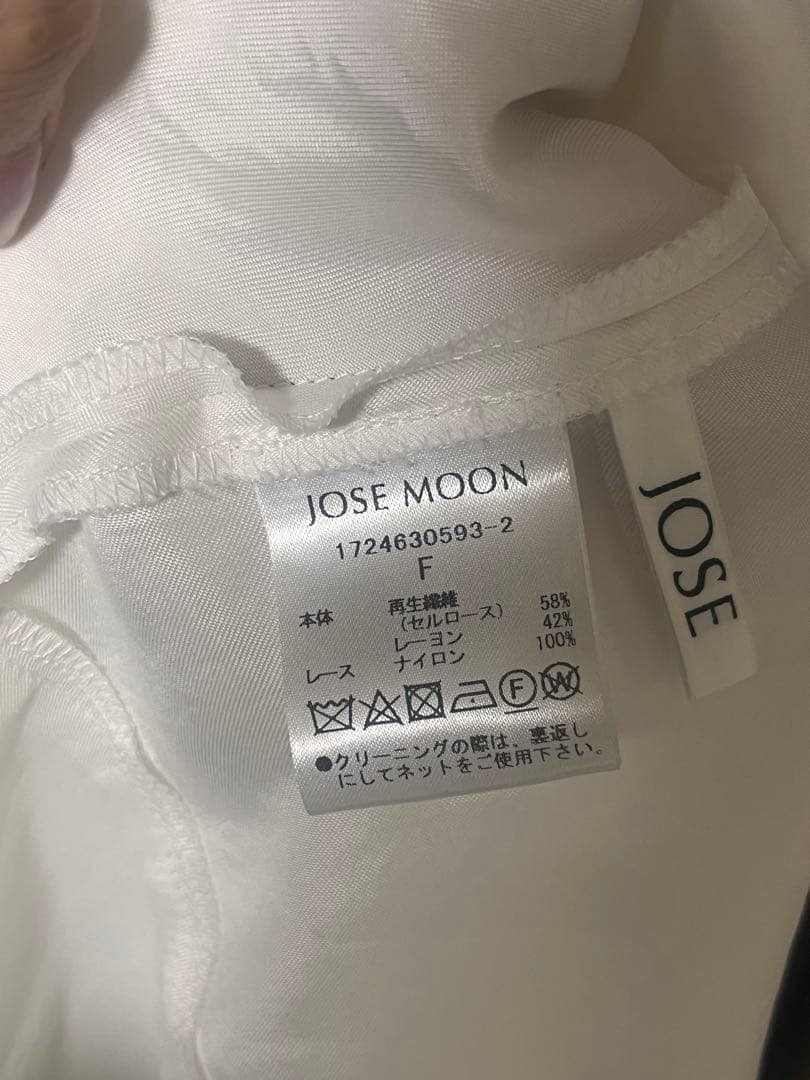 JOSE MOON
1724630593-2
F
本体 再生繊維 58%
(セルロース)
レーヨン 42%
レース ナイロン 100%
F W
●クリーニングの際は、裏返し
にしてネットをご使用下さい。
JOSE